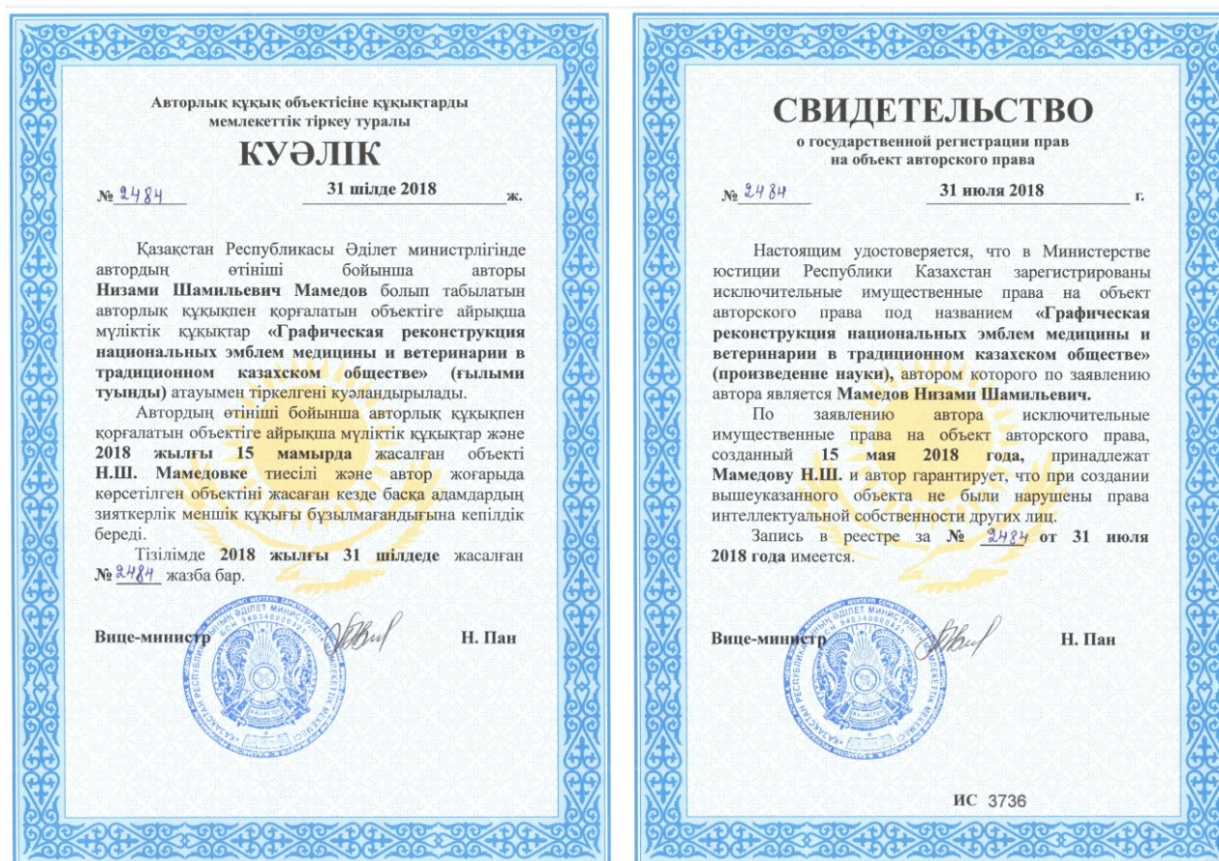 Авторлық құқық объектісіне құқықтарды
мемлекеттік тіркеу туралы
КУӘЛІК
№ 2484 31 шілде 2018 ж.
Қазақстан Республикасы Әділет министрлігінде
автордың өтініші бойынша авторы
Низами Шамильевич Мамедов болып табылатын
авторлық құқықпен қорғалатын объектіге айрықша
мүліктік құқықтар «Графическая реконструкция
национальных эмблем медицины и ветеринарии в
традиционном казахском обществе» (ғылыми
туынды) атауымен тіркелгені куәландырылады.
Автордың өтініші бойынша авторлық құқықпен
қорғалатын объектіге айрықша мүліктік құқықтар және
2018 жылғы 15 мамырда жасалған объекті
Н.Ш. Мамедовке тиесілі және автор жоғарыда
көрсетілген объектіні жасаған кезде басқа адамдардың
зияткерлік меншік құқығы бұзылмағандығына кепілдік
береді.
Тізілімде 2018 жылғы 31 шілдеде жасалған
№ 2484 жазба бар.
Вице-министр Н. Пан
СВИДЕТЕЛЬСТВО
о государственной регистрации прав
на объект авторского права
№ 2484 31 июля 2018 г.
Настоящим удостоверяется, что в Министерстве
юстиции Республики Казахстан зарегистрированы
исключительные имущественные права на объект
авторского права под названием «Графическая
реконструкция национальных эмблем медицины и
ветеринарии в традиционном казахском обществе»
(произведение науки), автором которого по заявлению
автора является Мамедов Низами Шамильевич.
По заявлению автора исключительные
имущественные права на объект авторского права,
созданный 15 мая 2018 года, принадлежат
Мамедову Н.Ш. и автор гарантирует, что при создании
вышеуказанного объекта не были нарушены права
интеллектуальной собственности других лиц.
Запись в реестре за № 2484 от 31 июля
2018 года имеется.
Вице-министр Н. Пан
ИС 3736